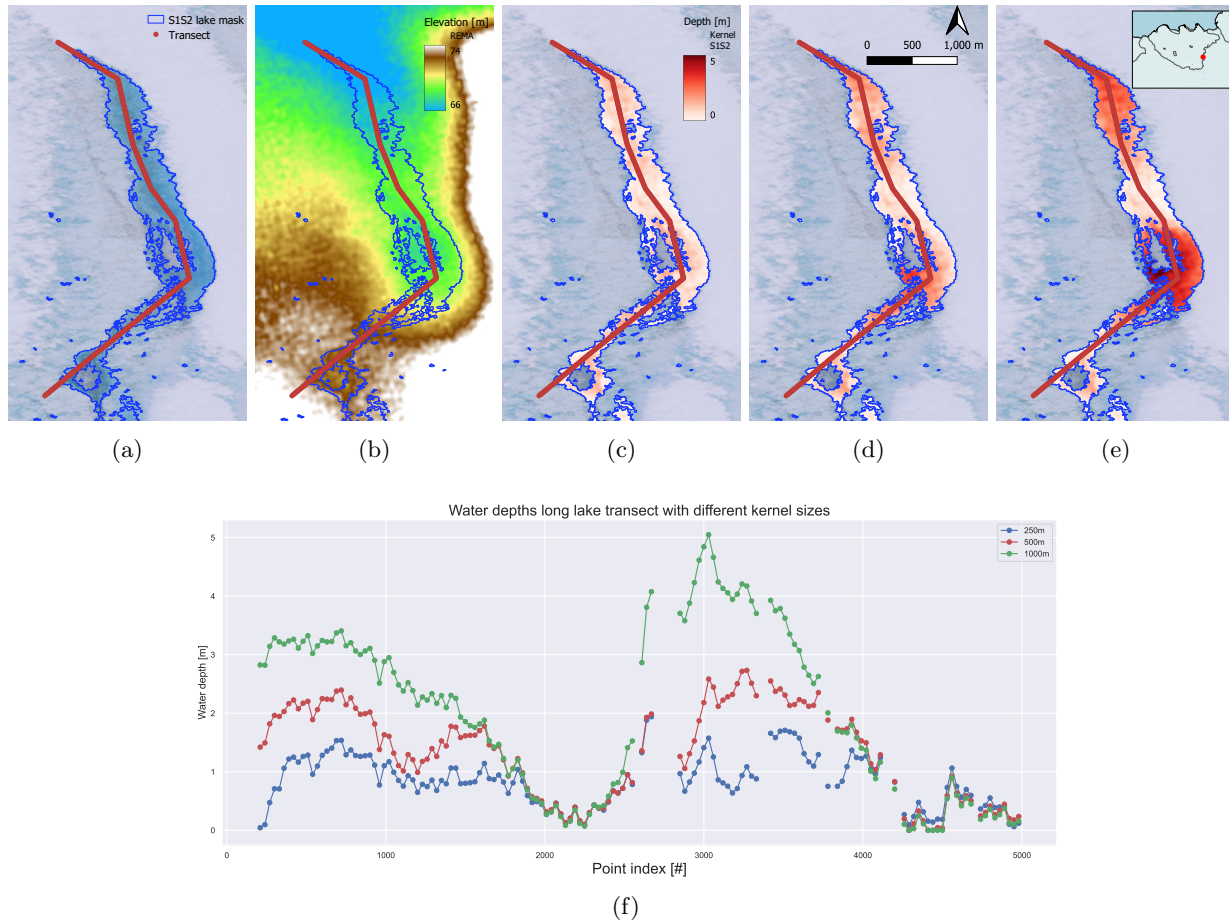 S1S2 lake mask
Transect
Elevation [m]
REMA
74
66
Depth [m]
Kernel
S1S2
5
0
0 500 1,000 m
(a)
(b)
(c)
(d)
(e)
Water depths long lake transect with different kernel sizes
250m
500m
1000m
Water depth [m]
5
4
3
2
1
0
0 1000 2000 3000 4000 5000
Point index [#]
(f)